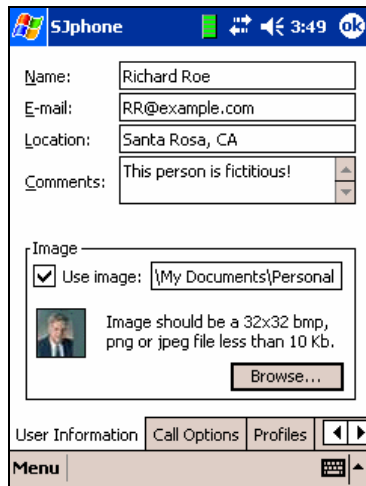 SJphone 3:49 ok
Name: Richard Roe
E-mail: RR@example.com
Location: Santa Rosa, CA
Comments: This person is fictitious!
Image
Use image: \My Documents\Personal
Image should be a 32x32 bmp,
png or jpeg file less than 10 Kb.
Browse...
User Information Call Options Profiles
Menu